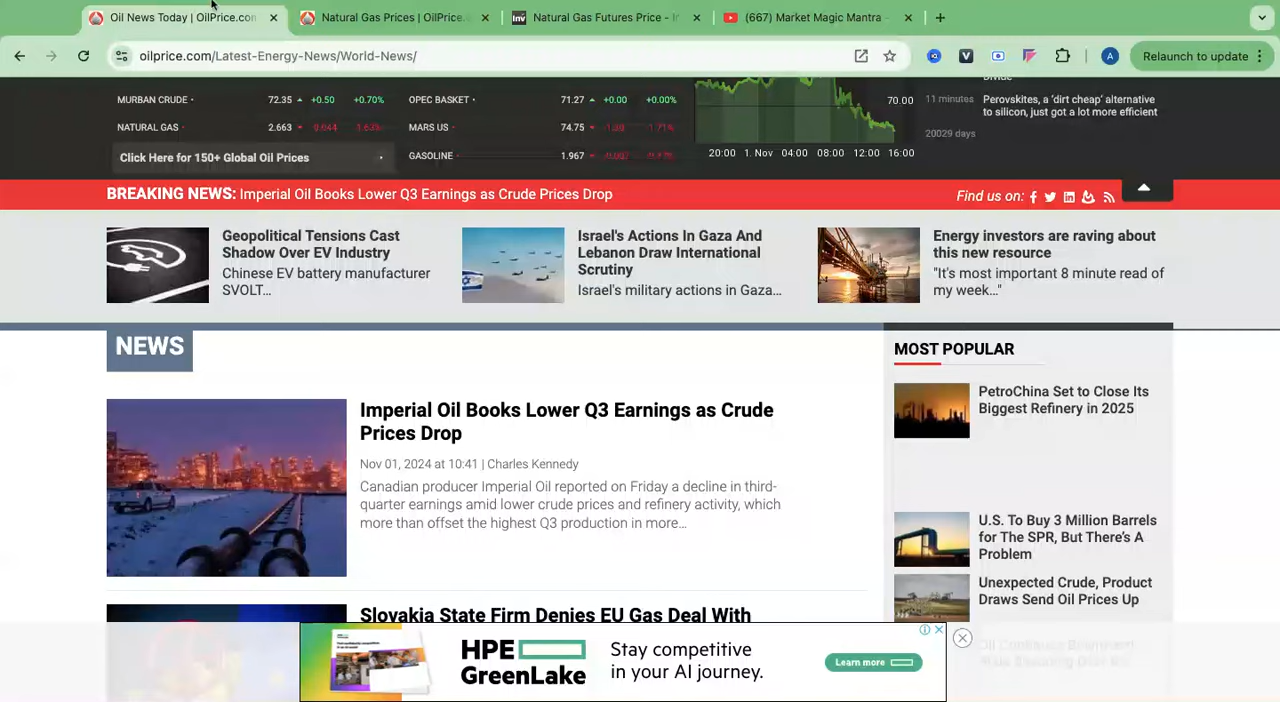 Oil News Today | OilPrice.con
Natural Gas Prices | OilPrice.
Natural Gas Futures Price - I
(667) Market Magic Mantra
oilprice.com/Latest-Energy-News/World-News/
A
Relaunch to update
MURBAN CRUDE 72.35 +0.50 +0.70%
OPEC BASKET 71.27 +0.00 +0.00%
NATURAL GAS 2.663
MARS US 74.75
GASOLINE 1.967
Click Here for 150+ Global Oil Prices
70.00
20:00 1. Nov 04:00 08:00 12:00 16:00
11 minutes
Perovskites, a ‘dirt cheap’ alternative
to silicon, just got a lot more efficient
20029 days
BREAKING NEWS: Imperial Oil Books Lower Q3 Earnings as Crude Prices Drop
Find us on:
Geopolitical Tensions Cast
Shadow Over EV Industry
Chinese EV battery manufacturer
SVOLT...
Israel's Actions In Gaza And
Lebanon Draw International
Scrutiny
Israel's military actions in Gaza...
Energy investors are raving about
this new resource
"It's most important 8 minute read of
my week..."
NEWS
Imperial Oil Books Lower Q3 Earnings as Crude
Prices Drop
Nov 01, 2024 at 10:41 | Charles Kennedy
Canadian producer Imperial Oil reported on Friday a decline in third-
quarter earnings amid lower crude prices and refinery activity, which
more than offset the highest Q3 production in more...
Slovakia State Firm Denies EU Gas Deal With
MOST POPULAR
PetroChina Set to Close Its
Biggest Refinery in 2025
U.S. To Buy 3 Million Barrels
for The SPR, But There’s A
Problem
Unexpected Crude, Product
Draws Send Oil Prices Up
HPE
GreenLake
Stay competitive
in your AI journey.
Learn more